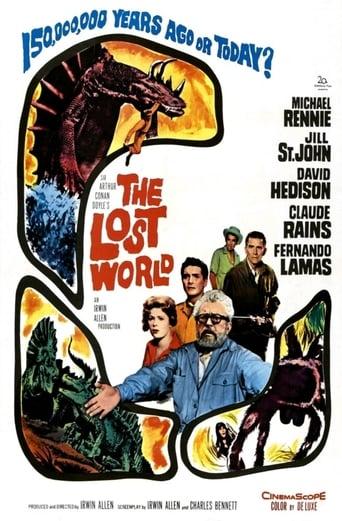 150,000,000 YEARS AGO OR TODAY?
20
MICHAEL
RENNIE
JILL
ST.JOHN
DAVID
HEDISON
CLAUDE
RAINS
FERNANDO
LAMAS
SIR
ARTHUR
CONAN
DOYLE'S
THE
LOST
WORLD
AN
IRWIN
ALLEN
PRODUCTION
CINEMASCOPE
COLOR BY DE LUXE
PRODUCED AND DIRECTED BY IRWIN ALLEN SCREENPLAY BY IRWIN ALLEN AND CHARLES BENNETT